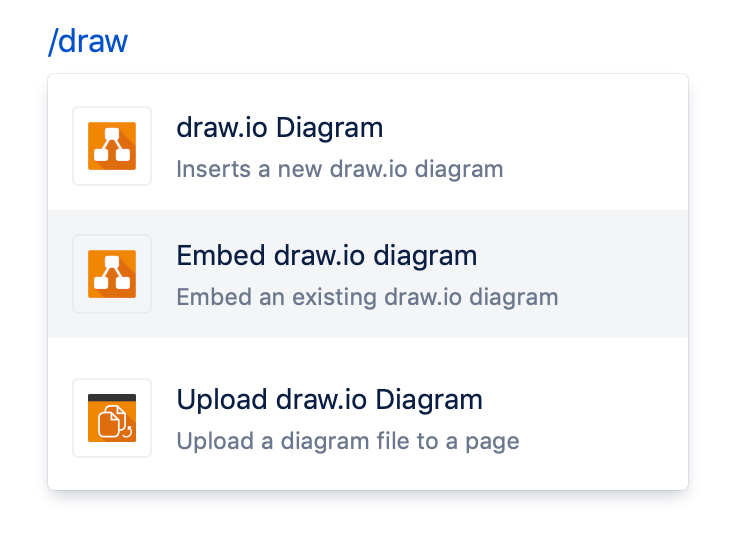 /draw
draw.io Diagram
Inserts a new draw.io diagram
Embed draw.io diagram
Embed an existing draw.io diagram
Upload draw.io Diagram
Upload a diagram file to a page